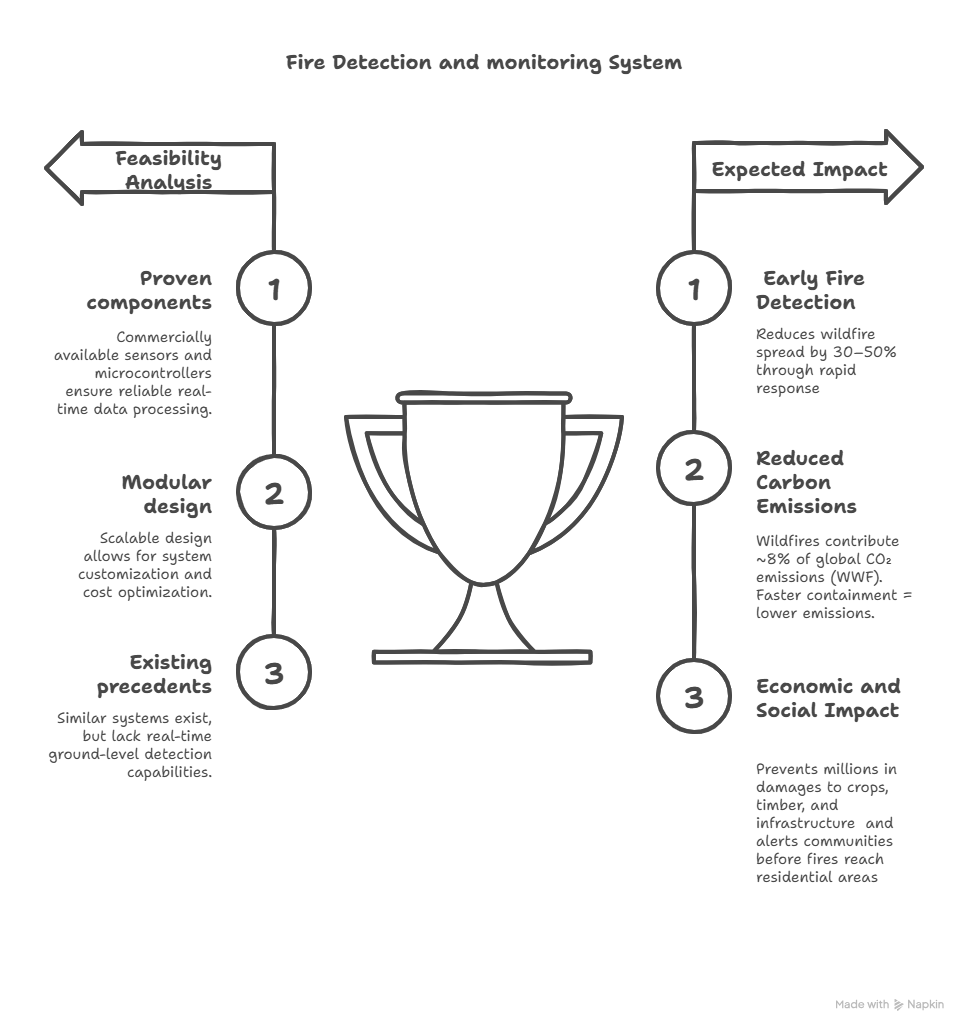 Fire Detection and monitoring System
Feasibility
Analysis
1
Proven
components
Commercially
available sensors and
microcontrollers
ensure reliable real-
time data processing.
2
Modular
design
Scalable design
allows for system
customization and
cost optimization.
3
Existing
precedents
Similar systems exist,
but lack real-time
ground-level detection
capabilities.
Expected Impact
1
Early Fire
Detection
Reduces wildfire
spread by 30–50%
through rapid
response
2
Reduced
Carbon
Emissions
Wildfires contribute
~8% of global CO₂
emissions (WWF).
Faster containment =
lower emissions.
3
Economic and
Social Impact
Prevents millions in
damages to crops,
timber, and
infrastructure  and
alerts communities
before fires reach
residential areas
Made with Napkin